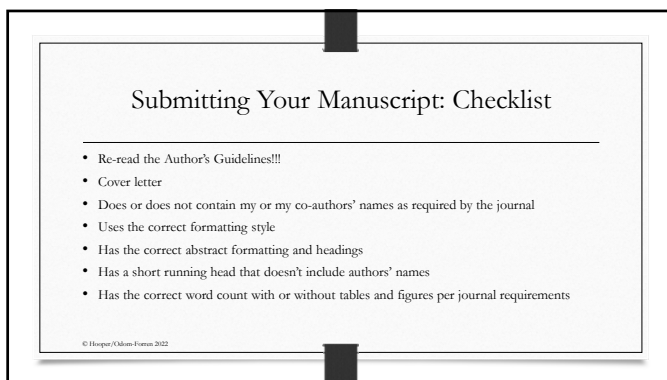 Submitting Your Manuscript: Checklist
• Re-read the Author's Guidelines!!!
• Cover letter
• Does or does not contain my or my co-authors' names as required by the journal
• Uses the correct formatting style
• Has the correct abstract formatting and headings
• Has a short running head that doesn't include authors' names
• Has the correct word count with or without tables and figures per journal requirements
© Hooper/Odom-Forren 2022